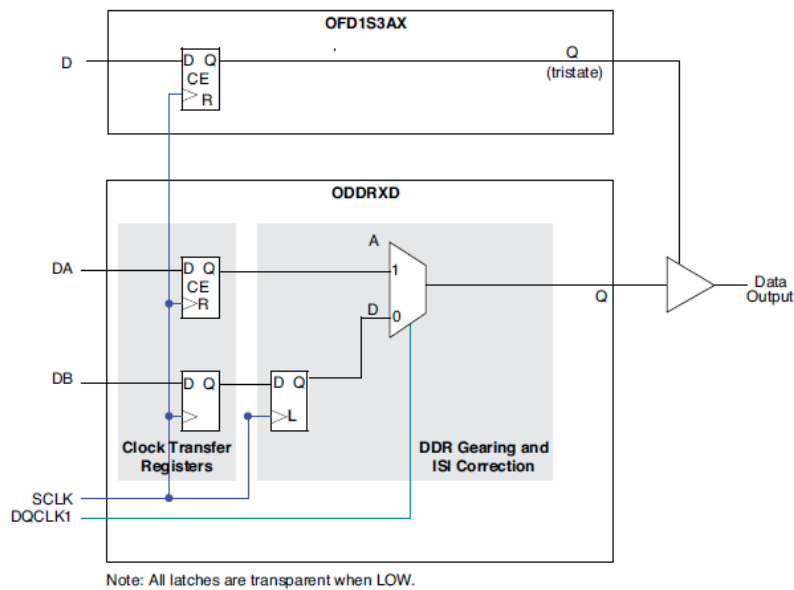 OFD1S3AX
D
D Q
CE
R
Q
(tristate)
ODDRXD
A
DA
D Q
CE
R
1
D
0
Q
Data
Output
DB
D Q
D Q
L
Clock Transfer
Registers
DDR Gearing and
ISI Correction
SCLK
DQCLK1
Note: All latches are transparent when LOW.